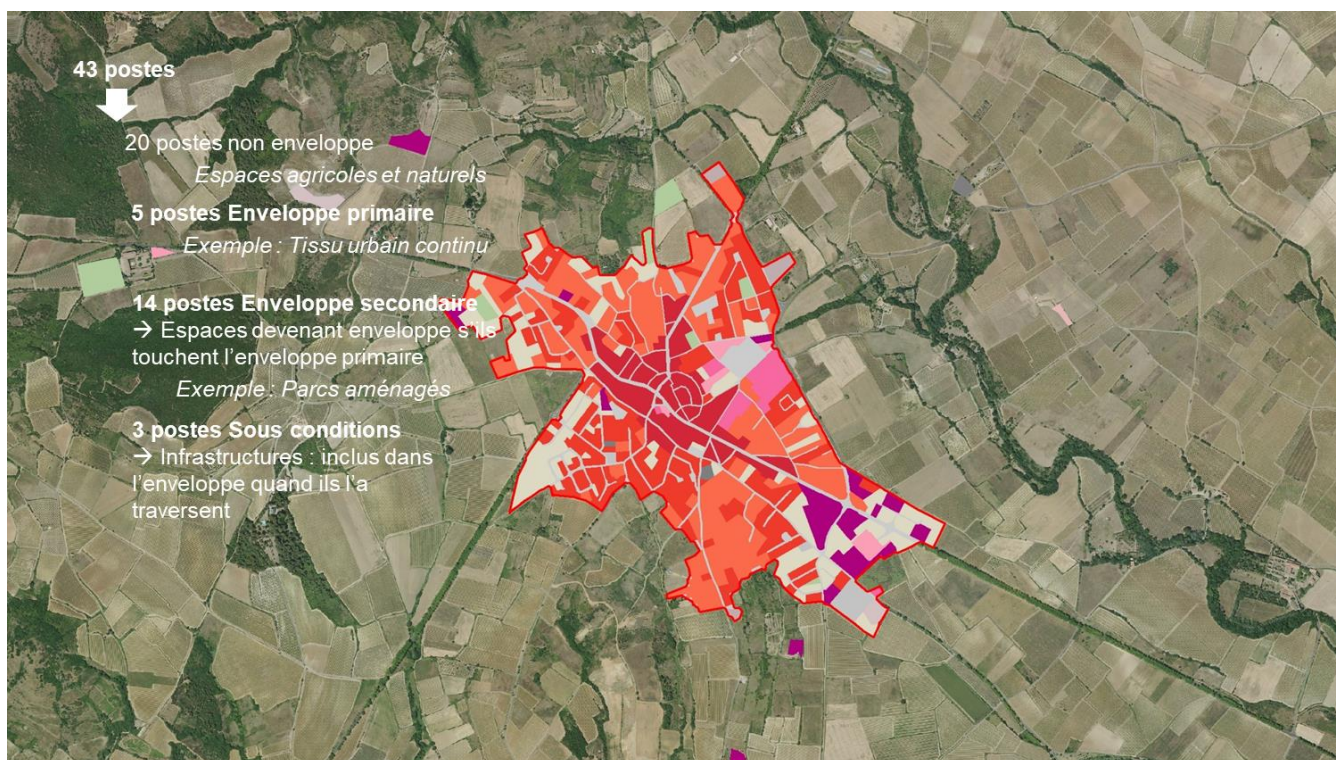 43 postes
20 postes non enveloppe
Espaces agricoles et naturels
5 postes Enveloppe primaire
Exemple : Tissu urbain continu
14 postes Enveloppe secondaire
→ Espaces devenant enveloppe s'ils
touchent l'enveloppe primaire
Exemple : Parcs aménagés
3 postes Sous conditions
→ Infrastructures : inclus dans
l'enveloppe quand ils l'a
traversent